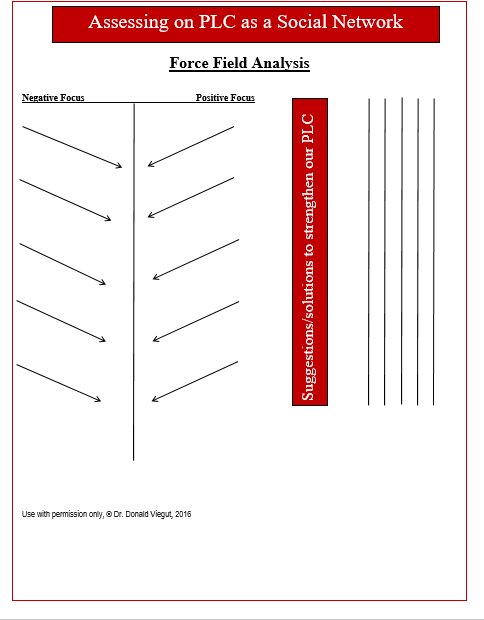 Assessing on PLC as a Social Network
Force Field Analysis
Negative Focus Positive Focus
Suggestions/solutions to strengthen our PLC
Use with permission only, ® Dr. Donald Viegut, 2016